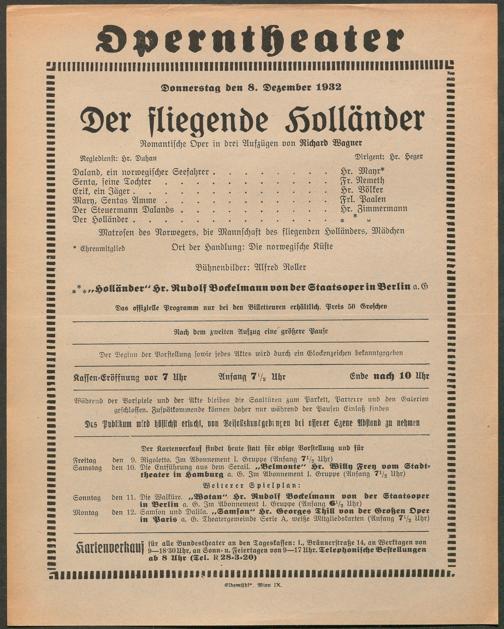 Operntheater
Donnerstag den 8. Dezember 1932
Der fliegende Holländer
Romantische Oper in drei Aufzügen von Richard Wagner
Regiedienst: Hr. Duhan Dirigent: Hr. Heger
Daland, ein norwegischer Seefahrer . . . . . . . . . . Hr. Mayr*
Senta, seine Tochter . . . . . . . . . . Fr. Nemeth
Erik, ein Jäger . . . . . . . . . . Hr. Völker
Mary, Sentas Amme . . . . . . . . . . Frl. Paalen
Der Steuermann Dalands . . . . . . . . . . Hr. Zimmermann
Der Holländer . . . . . . . . . . * * *
Matrosen des Norwegers, die Mannschaft des fliegenden Holländers, Mädchen
* Ehrenmitglied Ort der Handlung: Die norwegische Küste
Bühnenbilder: Alfred Roller
*** „Holländer“ Hr. Rudolf Bockelmann von der Staatsoper in Berlin a. G
Das offizielle Programm nur bei den Billetteuren erhältlich. Preis 50 Groschen
Nach dem zweiten Aufzug eine größere Pause
Der Beginn der Vorstellung sowie jedes Aktes wird durch ein Glockenzeichen bekanntgegeben
Kassen-Eröffnung vor 7 Uhr Anfang 7½ Uhr Ende nach 10 Uhr
Während der Vorspiele und der Akte bleiben die Saaltüren zum Parkett, Parterre und den Galerien
geschlossen. Zuspätkommende können daher nur während der Pausen Einlaß finden
Das Publikum wird höflichst ersucht, von Beifallskundgebungen bei offener Szene Abstand zu nehmen
Der Kartenverkauf findet heute statt für obige Vorstellung und für
Freitag den 9. Rigoletto. Im Abonnement I. Gruppe (Anfang 7½ Uhr)
Samstag den 10. Die Entführung aus dem Serail. „Belmonte“ Hr. Willy Frey vom Stadt-
theater in Hamburg a. G. Im Abonnement I. Gruppe (Anfang 7½ Uhr)
Weiterer Spielplan:
Sonntag den 11. Die Walküre. „Wotan“ Hr. Rudolf Bockelmann von der Staatsoper
in Berlin a. G. Im Abonnement I. Gruppe (Anfang 6½ Uhr)
Montag den 12. Samson und Dalila. „Samson“ Hr. Georges Thill von der Großen Oper
in Paris a. G. Theatergemeinde Serie A, weiße Mitgliedskarten (Anfang 7½ Uhr)
Kartenverkauf für alle Bundestheater an den Tageskassen: I., Bräunerstraße 14, an Werktagen von
9—18·30 Uhr, an Sonn- u. Feiertagen von 9—17 Uhr. Telephonische Bestellungen
ab 8 Uhr (Tel. R 28-3-20)
Elbemühl, Wien IX.